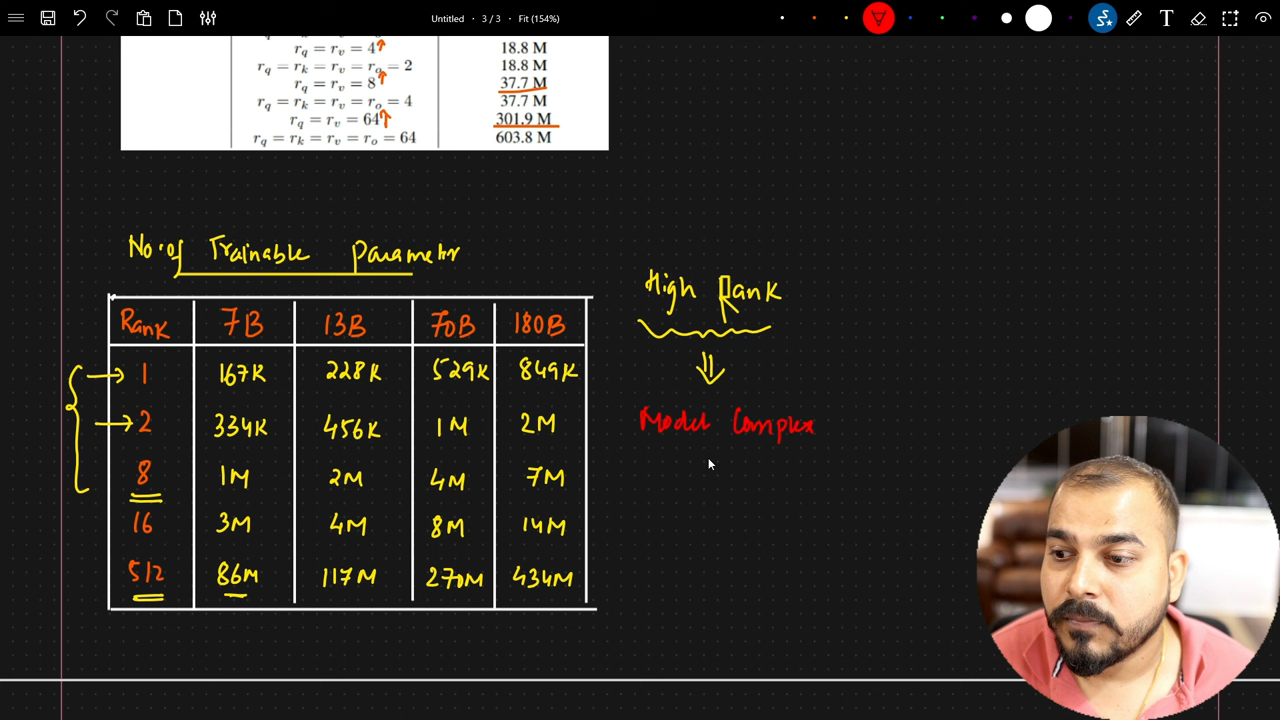 Untitled • 3 / 3 • Fit (154%)
T
r_q = r_v = 4 18.8 M
r_q = r_k = r_v = r_o = 2 18.8 M
r_q = r_v = 8 37.7 M
r_q = r_k = r_v = r_o = 4 37.7 M
r_q = r_v = 64 301.9 M
r_q = r_k = r_v = r_o = 64 603.8 M
No. of Trainable Parameter
Rank 7B 13B 70B 180B
1 167K 228K 529K 849K
2 334K 456K 1M 2M
8 1M 2M 4M 7M
16 3M 4M 8M 14M
512 86M 117M 270M 434M
High Rank
Model Complex